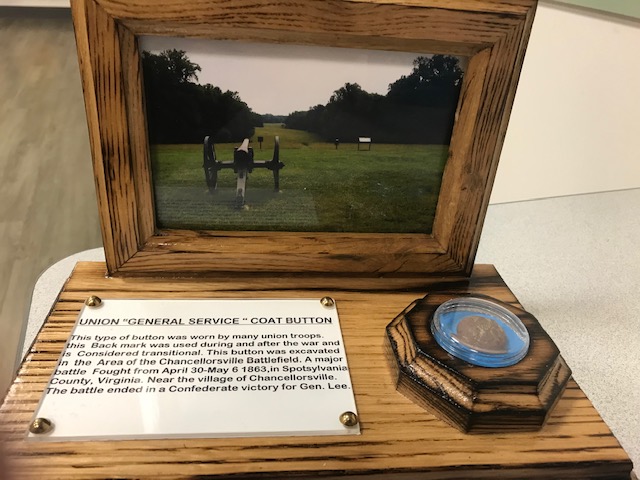 UNION "GENERAL SERVICE " COAT BUTTON
This type of button was worn by many union troops.
This Back mark was used during and after the war and
is Considered transitional. This button was excavated
in the Area of the Chancellorsville Battlefield. A major
battle Fought from April 30-May 6 1863,in Spotsylvania
County, Virginia. Near the village of Chancellorsville.
The battle ended in a Confederate victory for Gen. Lee.